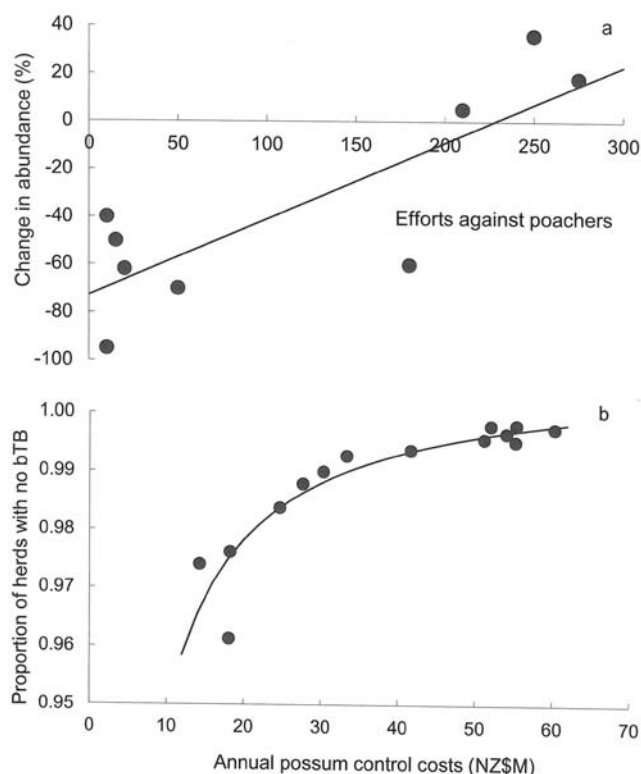 a
Change in abundance (%)
40
20
0
-20
-40
-60
-80
-100
0 50 100 150 200 250 300
Efforts against poachers
b
Proportion of herds with no bTB
1.00
0.99
0.98
0.97
0.96
0.95
0 10 20 30 40 50 60 70
Annual possum control costs (NZ$M)